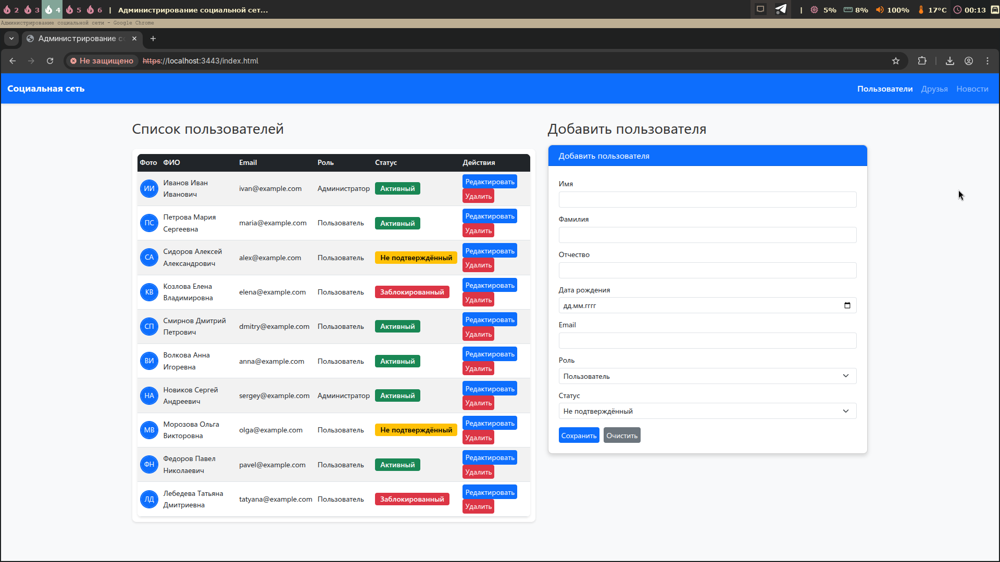 2 3 4 5 6 | Администрирование социальной сет... | 5% 8% 100% 17°C 00:13
Администрирование социальной сети - Google Chrome
Администрирование с
Не защищено https://localhost:3443/index.html
Социальная сеть Пользователи Друзья Новости
Список пользователей
Фото ФИО Email Роль Статус Действия
ИИ Иванов Иван ivan@example.com Администратор Активный Редактировать
Иванович Удалить
ПС Петрова Мария maria@example.com Пользователь Активный Редактировать
Сергеевна Удалить
СА Сидоров Алексей alex@example.com Пользователь Не подтверждённый Редактировать
Александрович Удалить
КВ Козлова Елена elena@example.com Пользователь Заблокированный Редактировать
Владимировна Удалить
СП Смирнов Дмитрий dmitry@example.com Пользователь Активный Редактировать
Петрович Удалить
ВИ Волкова Анна anna@example.com Пользователь Активный Редактировать
Игоревна Удалить
НА Новиков Сергей sergey@example.com Администратор Активный Редактировать
Андреевич Удалить
МВ Морозова Ольга olga@example.com Пользователь Не подтверждённый Редактировать
Викторовна Удалить
ФН Федоров Павел pavel@example.com Пользователь Активный Редактировать
Николаевич Удалить
ЛД Лебедева Татьяна tatyana@example.com Пользователь Заблокированный Редактировать
Дмитриевна Удалить
Добавить пользователя
Добавить пользователя
Имя
Фамилия
Отчество
Дата рождения
дд.мм.гггг
Email
Роль
Пользователь
Статус
Не подтверждённый
Сохранить Очистить